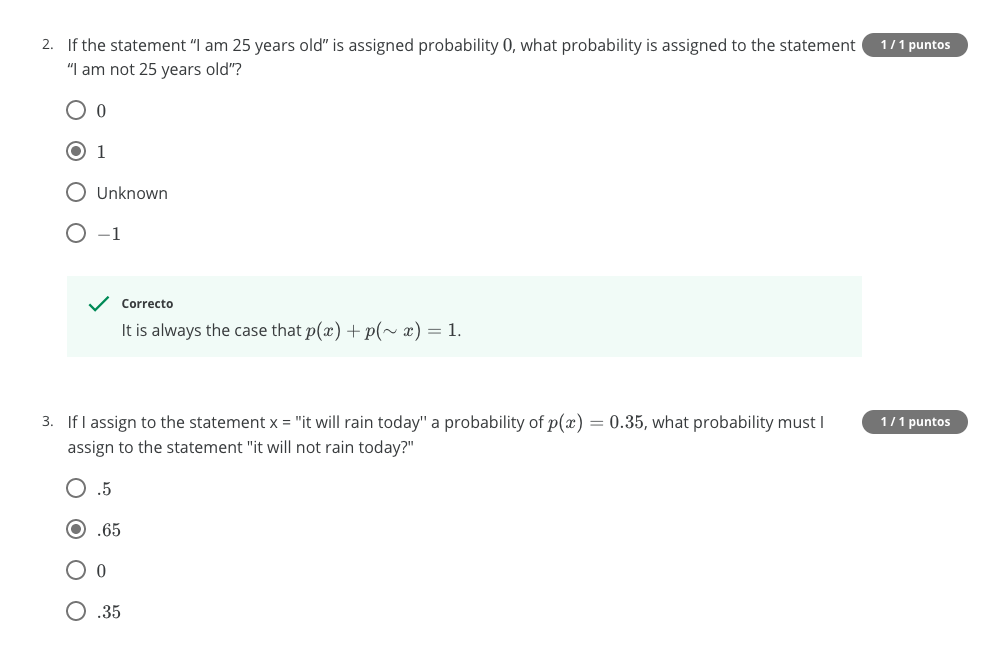 2. If the statement “I am 25 years old” is assigned probability 0, what probability is assigned to the statement 1 / 1 puntos
“I am not 25 years old”?
0
1
Unknown
−1
Correcto
It is always the case that p(x) + p(∼ x) = 1.
3. If I assign to the statement x = "it will rain today'' a probability of p(x) = 0.35, what probability must I 1 / 1 puntos
assign to the statement "it will not rain today?"
.5
.65
0
.35